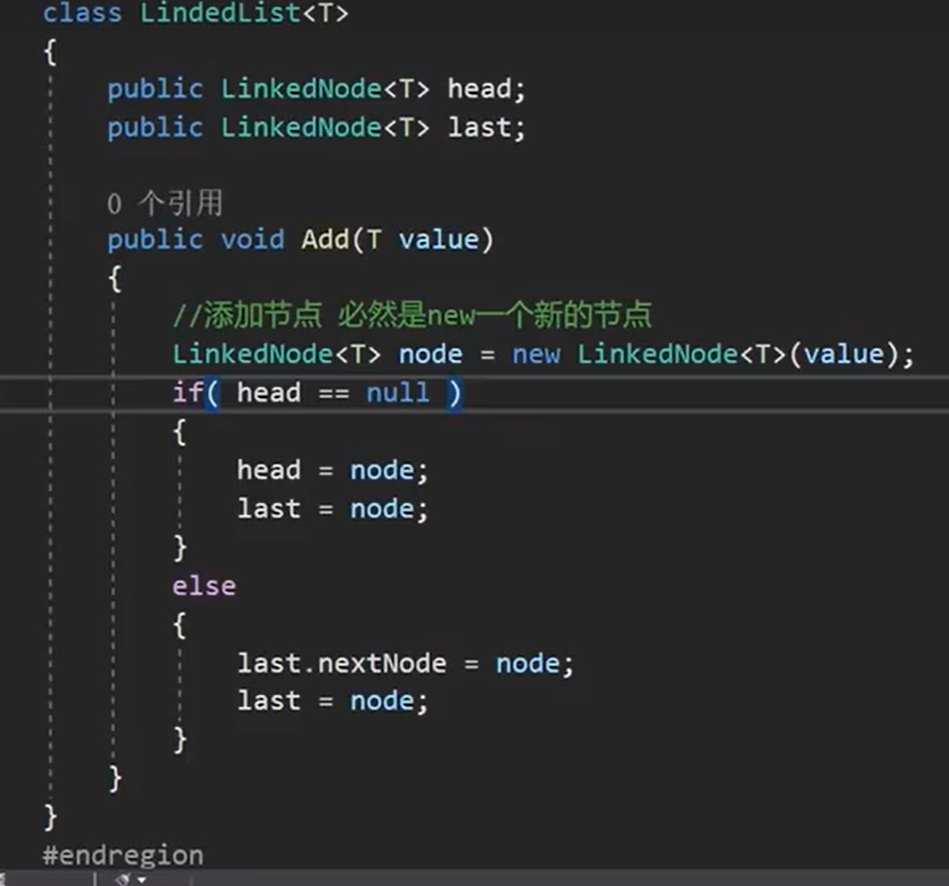 class LindedList<T>
{
public LinkedNode<T> head;
public LinkedNode<T> last;
0 个引用
public void Add(T value)
{
//添加节点 必然是new一个新的节点
LinkedNode<T> node = new LinkedNode<T>(value);
if( head == null )
{
head = node;
last = node;
}
else
{
last.nextNode = node;
last = node;
}
}
}
#endregion